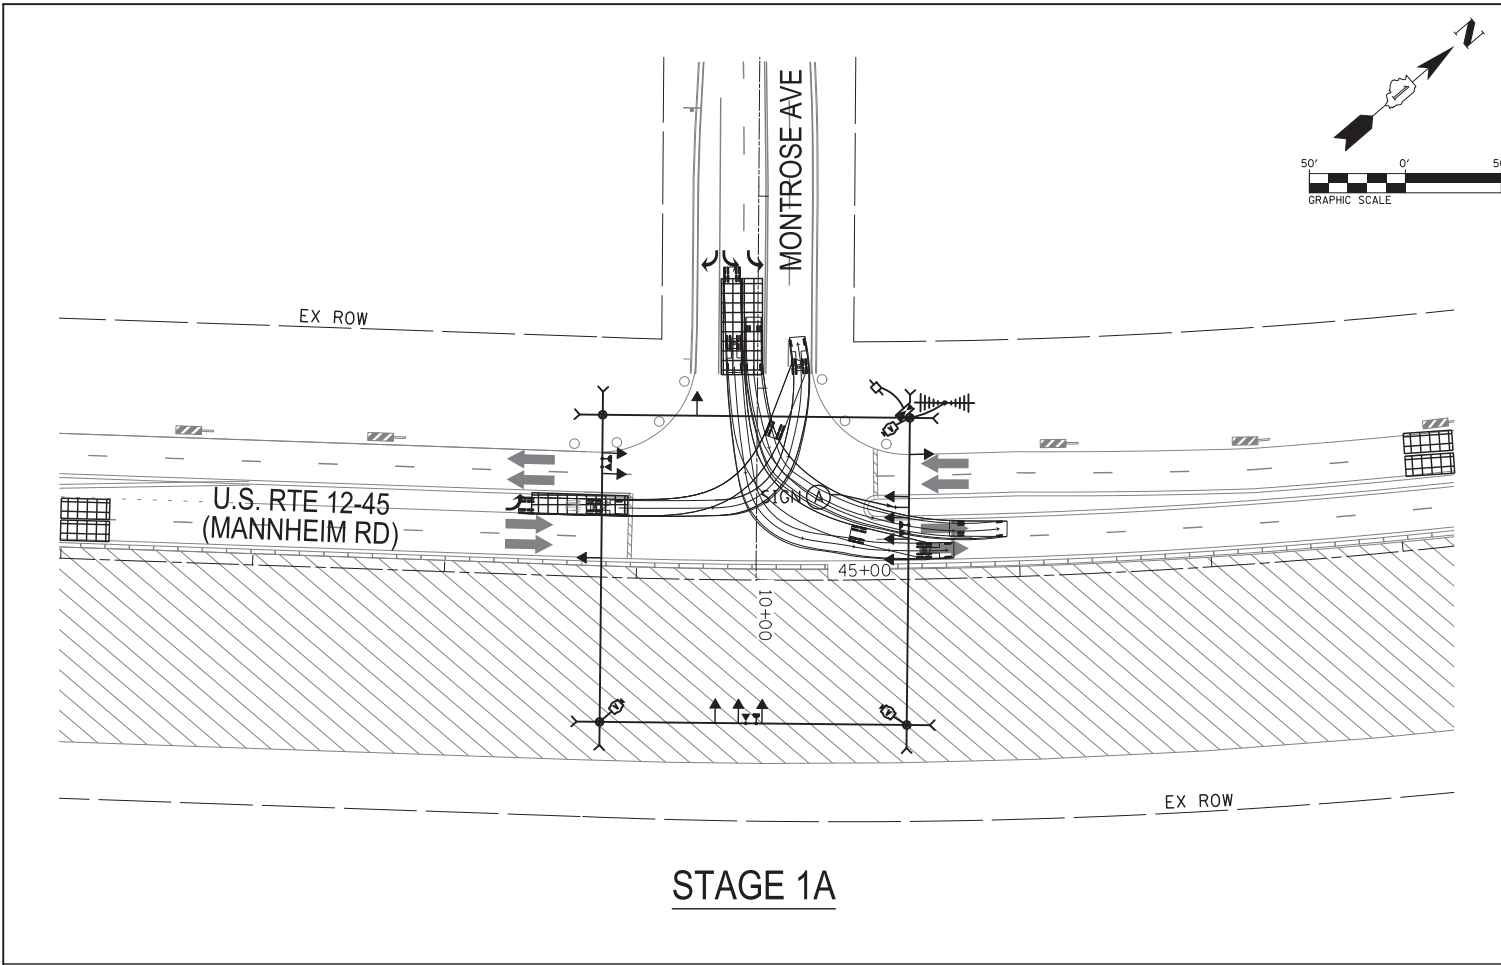 N
50'
0'
50
GRAPHIC SCALE
MONTROSE AVE
EX ROW
U.S. RTE 12-45
(MANNHEIM RD)
SIGN A
45+00
10+00
EX ROW
STAGE 1A